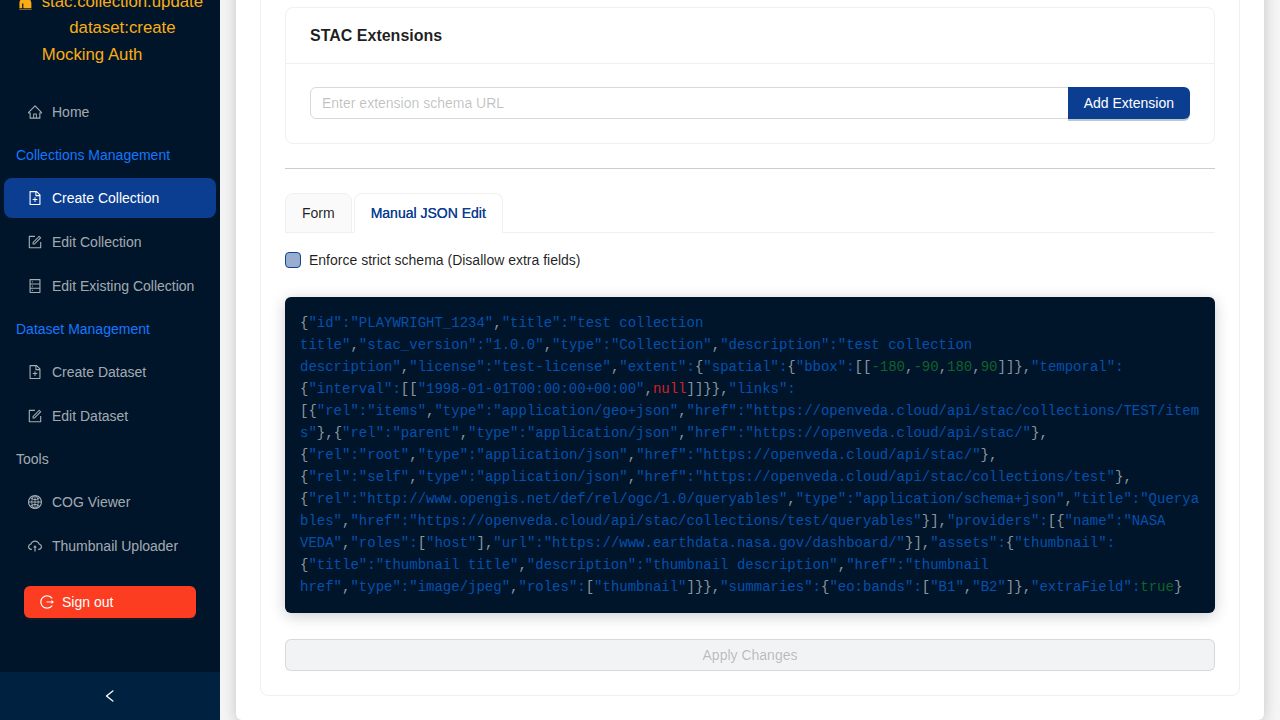 stac:collection:update
dataset:create
Mocking Auth
Home
Collections Management
Create Collection
Edit Collection
Edit Existing Collection
Dataset Management
Create Dataset
Edit Dataset
Tools
COG Viewer
Thumbnail Uploader
Sign out
STAC Extensions
Enter extension schema URL
Add Extension
Form
Manual JSON Edit
Enforce strict schema (Disallow extra fields)
{"id":"PLAYWRIGHT_1234","title":"test collection
title","stac_version":"1.0.0","type":"Collection","description":"test collection
description","license":"test-license","extent":{"spatial":{"bbox":[[-180,-90,180,90]]},"temporal":
{"interval":[["1998-01-01T00:00:00+00:00",null]]}},"links":
[{"rel":"items","type":"application/geo+json","href":"https://openveda.cloud/api/stac/collections/TEST/item
s"},{"rel":"parent","type":"application/json","href":"https://openveda.cloud/api/stac/"},
{"rel":"root","type":"application/json","href":"https://openveda.cloud/api/stac/"},
{"rel":"self","type":"application/json","href":"https://openveda.cloud/api/stac/collections/test"},
{"rel":"http://www.opengis.net/def/rel/ogc/1.0/queryables","type":"application/schema+json","title":"Querya
bles","href":"https://openveda.cloud/api/stac/collections/test/queryables"}],"providers":[{"name":"NASA
VEDA","roles":["host"],"url":"https://www.earthdata.nasa.gov/dashboard/"}],"assets":{"thumbnail":
{"title":"thumbnail title","description":"thumbnail description","href":"thumbnail
href","type":"image/jpeg","roles":["thumbnail"]}},"summaries":{"eo:bands":["B1","B2"]},"extraField":true}
Apply Changes